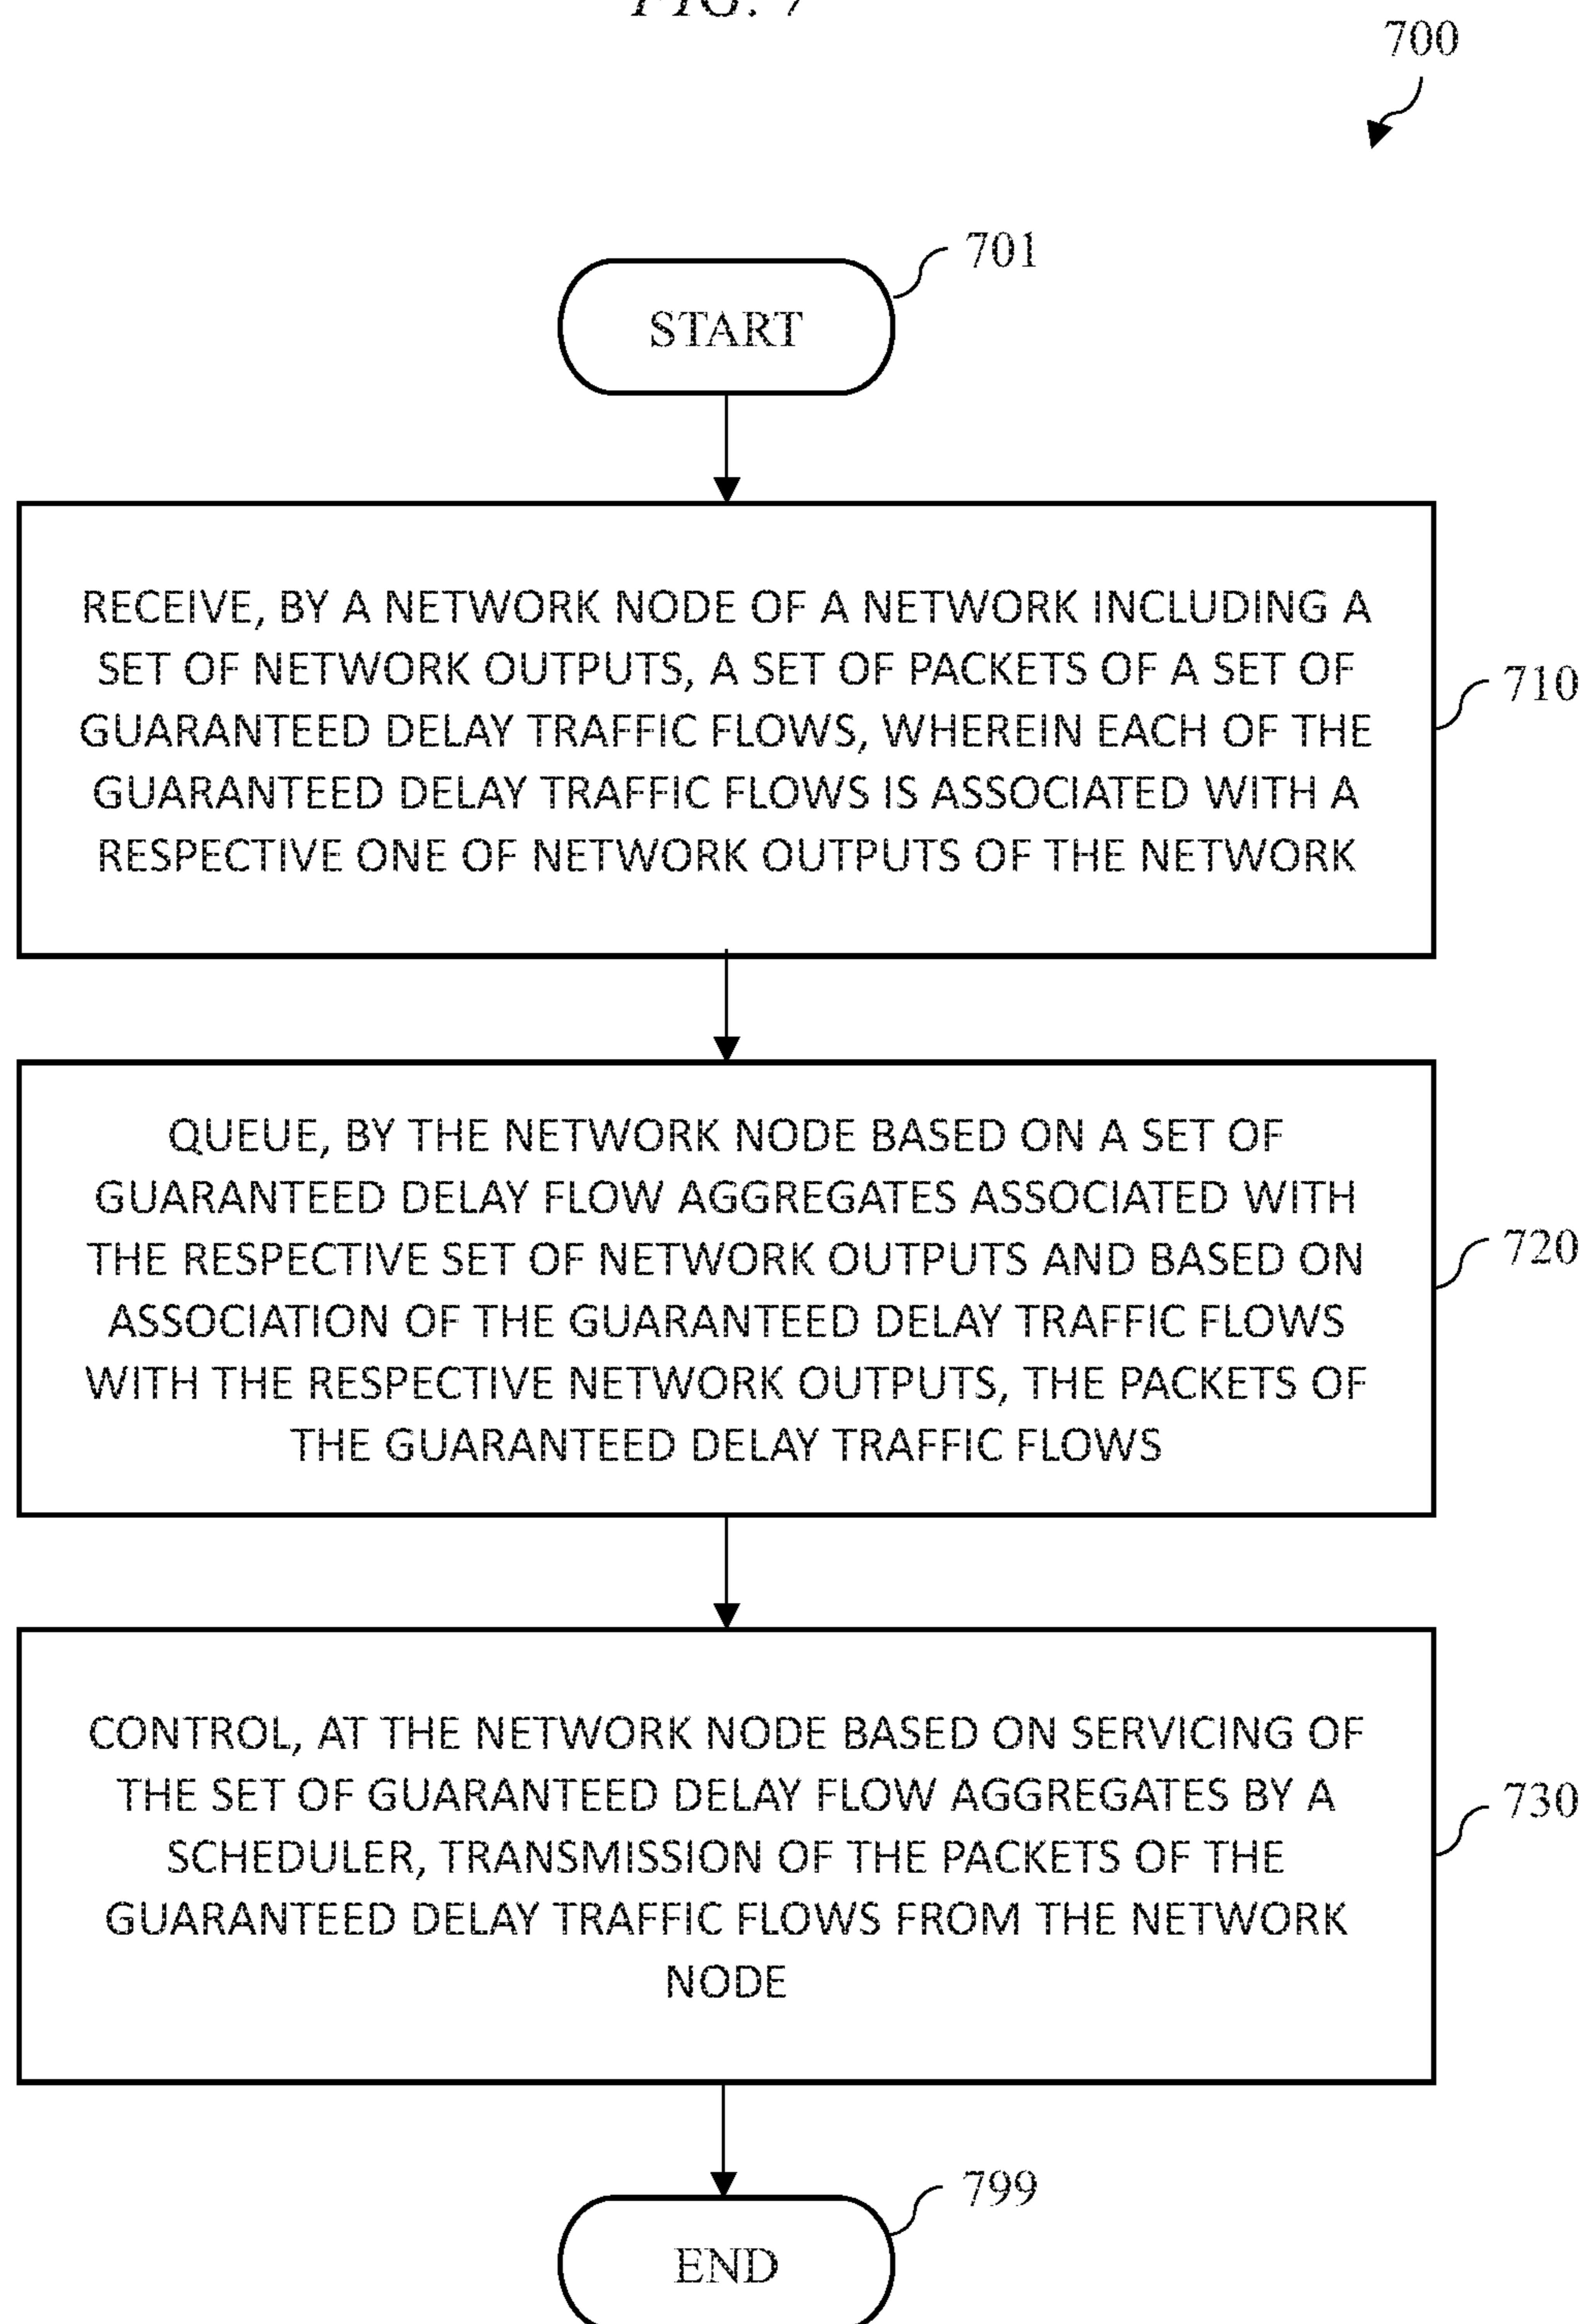 FIG. 7
700
701
START
RECEIVE, BY A NETWORK NODE OF A NETWORK INCLUDING A
SET OF NETWORK OUTPUTS, A SET OF PACKETS OF A SET OF
GUARANTEED DELAY TRAFFIC FLOWS, WHEREIN EACH OF THE
GUARANTEED DELAY TRAFFIC FLOWS IS ASSOCIATED WITH A
RESPECTIVE ONE OF NETWORK OUTPUTS OF THE NETWORK
710
QUEUE, BY THE NETWORK NODE BASED ON A SET OF
GUARANTEED DELAY FLOW AGGREGATES ASSOCIATED WITH
THE RESPECTIVE SET OF NETWORK OUTPUTS AND BASED ON
ASSOCIATION OF THE GUARANTEED DELAY TRAFFIC FLOWS
WITH THE RESPECTIVE NETWORK OUTPUTS, THE PACKETS OF
THE GUARANTEED DELAY TRAFFIC FLOWS
720
CONTROL, AT THE NETWORK NODE BASED ON SERVICING OF
THE SET OF GUARANTEED DELAY FLOW AGGREGATES BY A
SCHEDULER, TRANSMISSION OF THE PACKETS OF THE
GUARANTEED DELAY TRAFFIC FLOWS FROM THE NETWORK
NODE
730
799
END